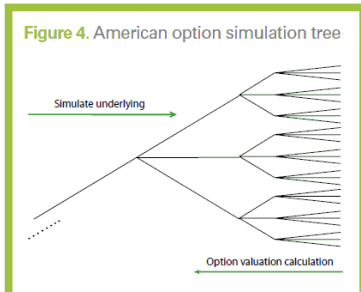 Figure 4. American option simulation tree
Simulate underlying
Option valuation calculation